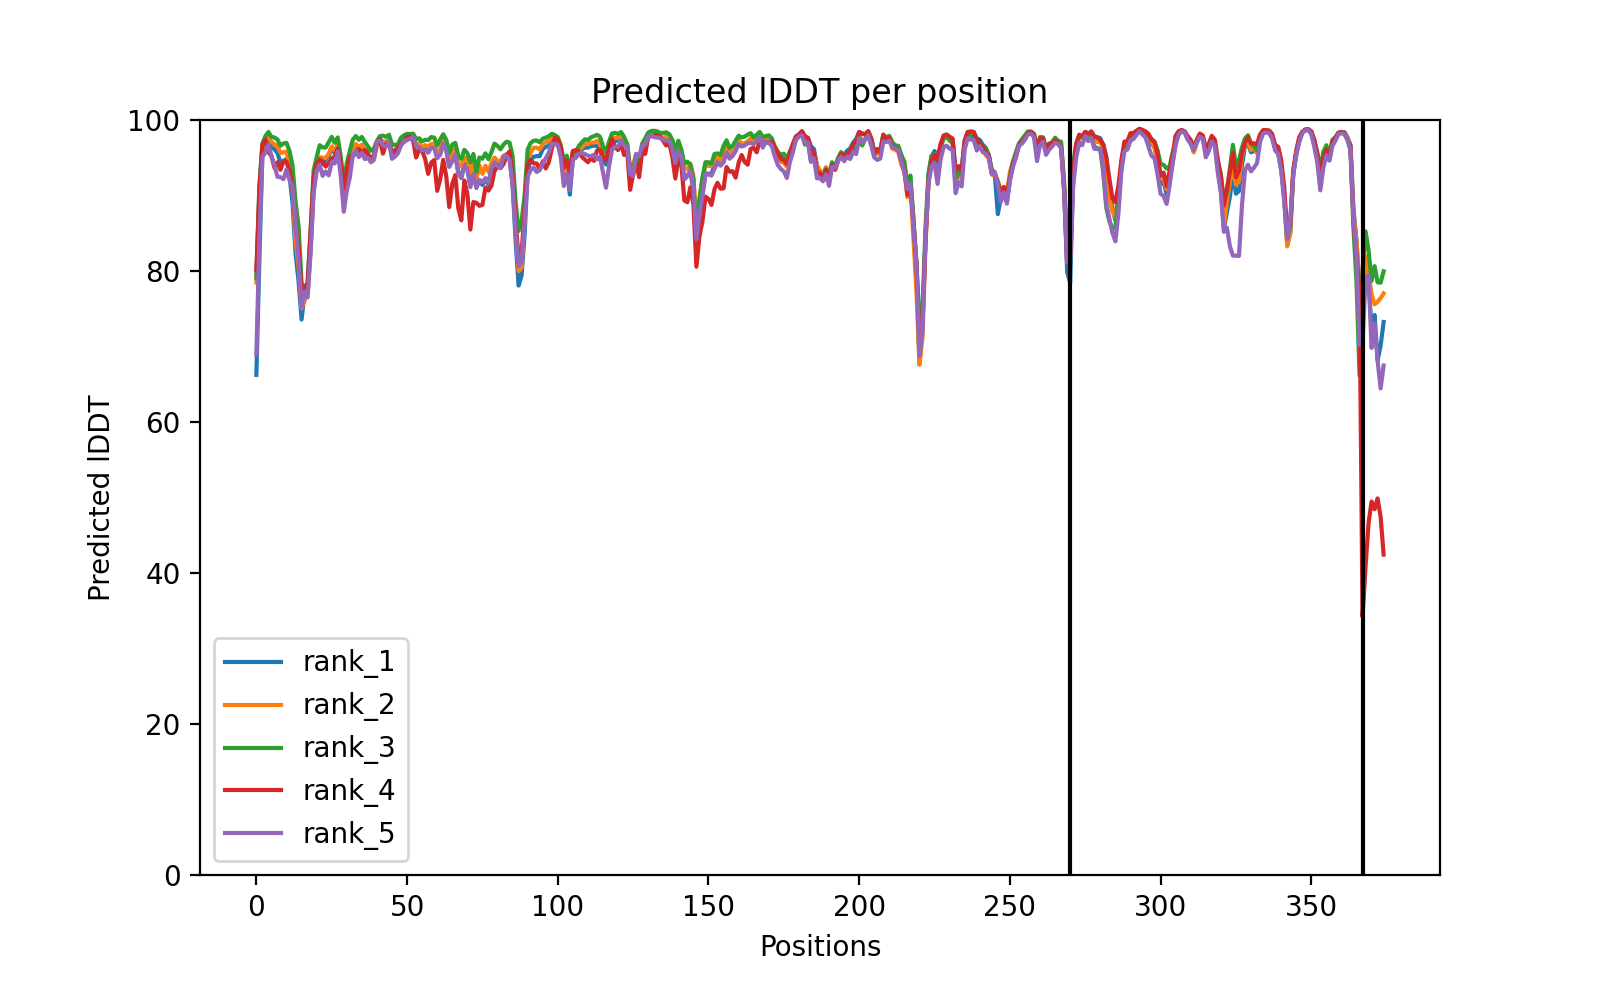 Predicted lDDT per position
100
80
60
40
20
0
Predicted lDDT
rank_1
rank_2
rank_3
rank_4
rank_5
0 50 100 150 200 250 300 350
Positions